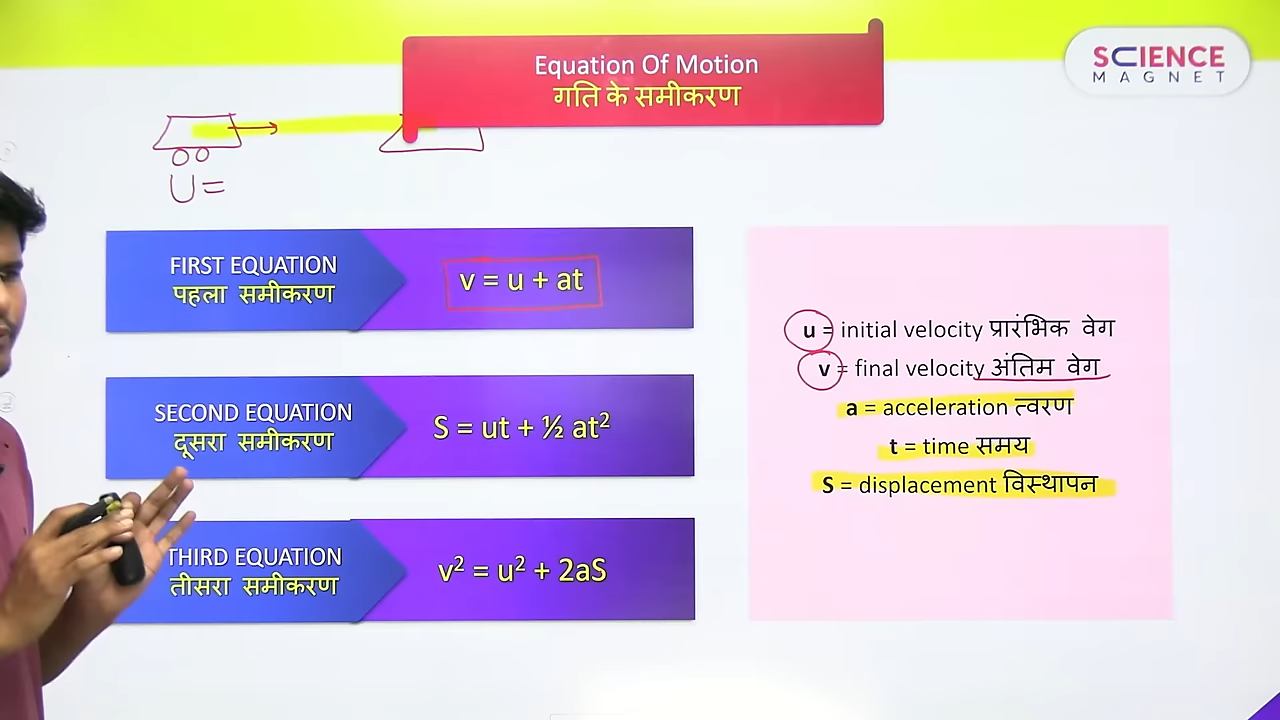 SCIENCE
MAGNET
Equation Of Motion
गति के समीकरण
U=
FIRST EQUATION
पहला समीकरण
v = u + at
SECOND EQUATION
दूसरा समीकरण
S = ut + ½ at²
THIRD EQUATION
तीसरा समीकरण
v² = u² + 2aS
u = initial velocity प्रारंभिक वेग
v = final velocity अंतिम वेग
a = acceleration त्वरण
t = time समय
S = displacement विस्थापन